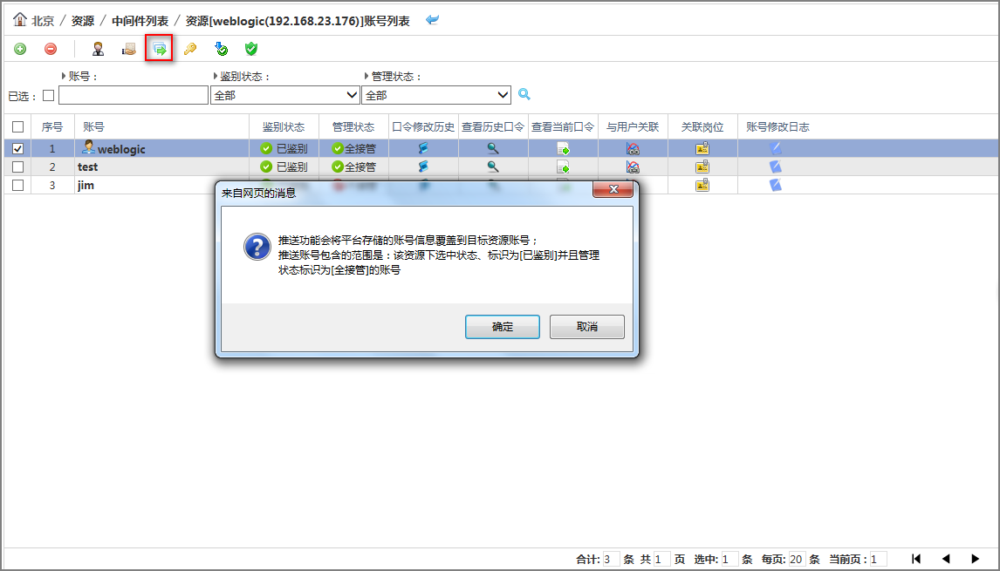 北京 / 资源 / 中间件列表 / 资源[weblogic(192.168.23.176)]账号列表
账号： 鉴别状态： 管理状态：
已选： 全部 全部
序号 账号 鉴别状态 管理状态 口令修改历史 查看历史口令 查看当前口令 与用户关联 关联岗位 账号修改日志
1 weblogic 已鉴别 全接管
2 test 已鉴别 全接管
3 jim
来自网页的消息
推送功能会将平台存储的账号信息覆盖到目标资源账号；
推送账号包含的范围是：该资源下选中状态、标识为[已鉴别]并且管理
状态标识为[全接管]的账号
确定 取消
合计: 3 条 共 1 页 选中: 1 条 每页: 20 条 当前页: 1